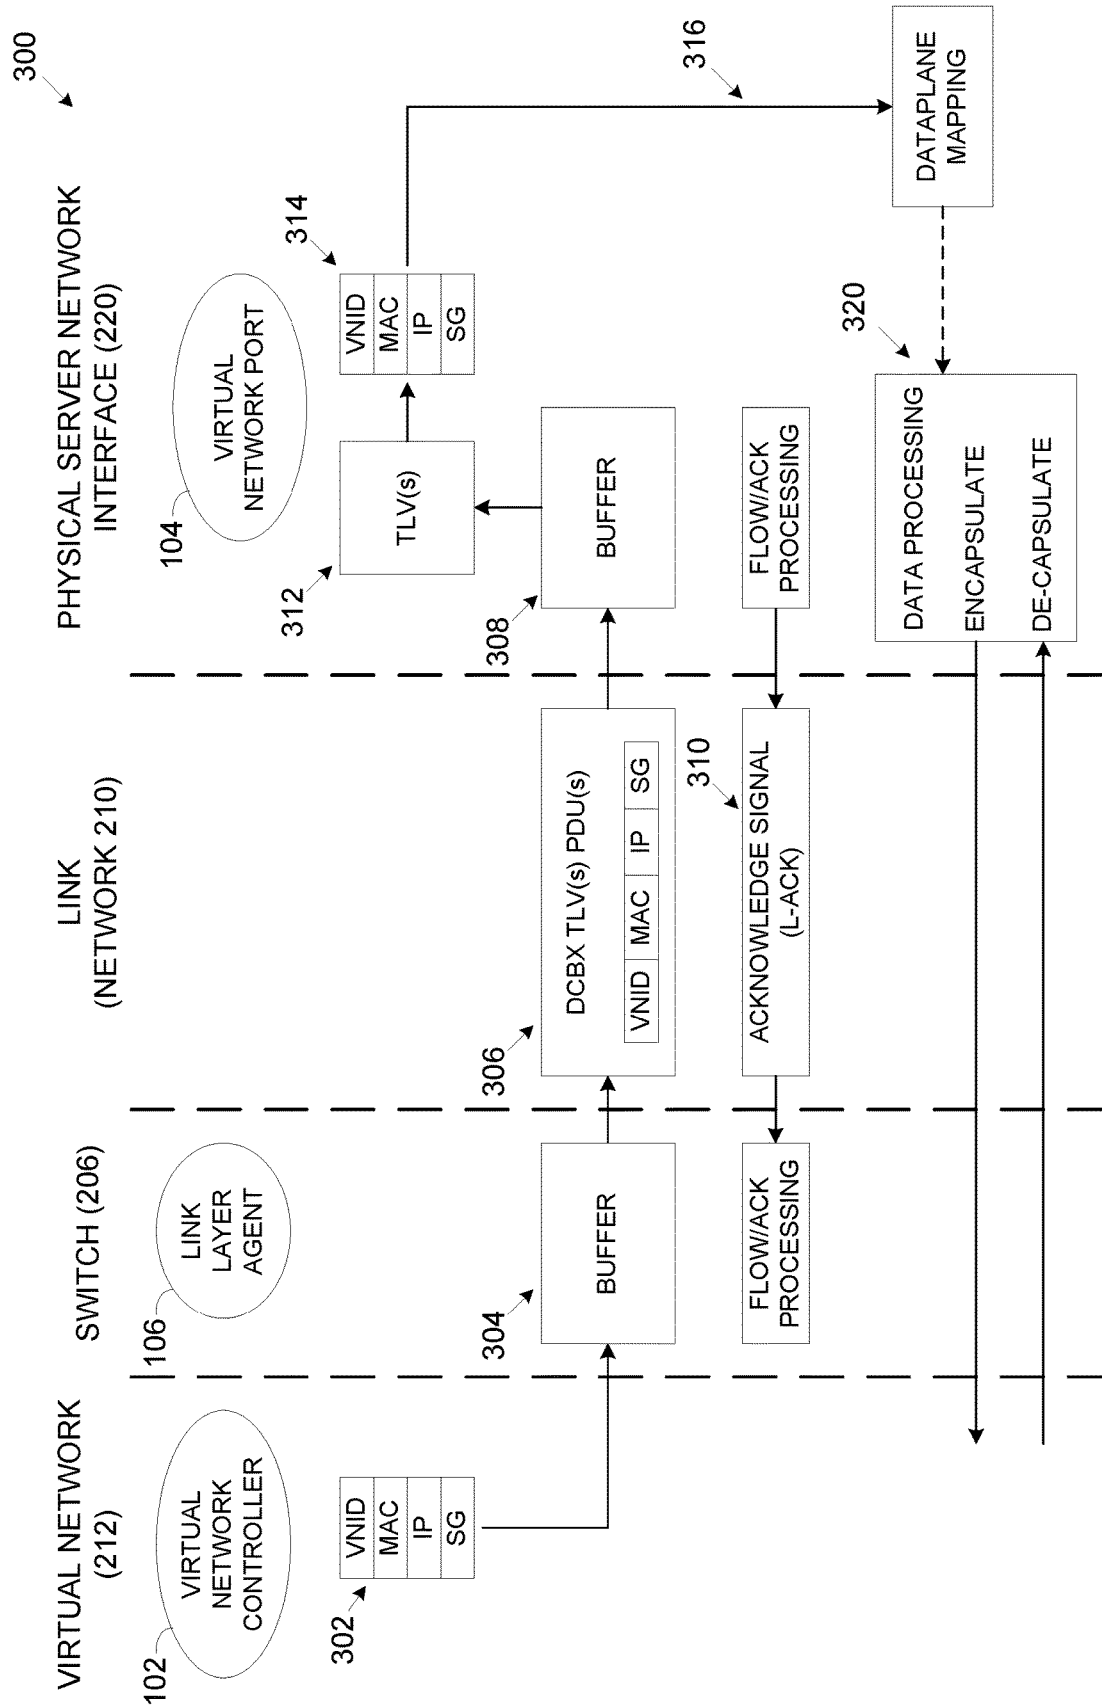 300
VIRTUAL NETWORK
(212)
SWITCH (206)
LINK
(NETWORK 210)
PHYSICAL SERVER NETWORK
INTERFACE (220)
102
VIRTUAL
NETWORK
CONTROLLER
106
LINK
LAYER
AGENT
104
VIRTUAL
NETWORK PORT
302
VNID
MAC
IP
SG
312
TLV(s)
314
VNID
MAC
IP
SG
316
304
BUFFER
306
DCBX TLV(s) PDU(s)
VNID MAC IP SG
308
BUFFER
FLOW/ACK
PROCESSING
310
ACKNOWLEDGE SIGNAL
(L-ACK)
FLOW/ACK
PROCESSING
320
DATA PROCESSING
ENCAPSULATE
DE-CAPSULATE
DATAPLANE
MAPPING